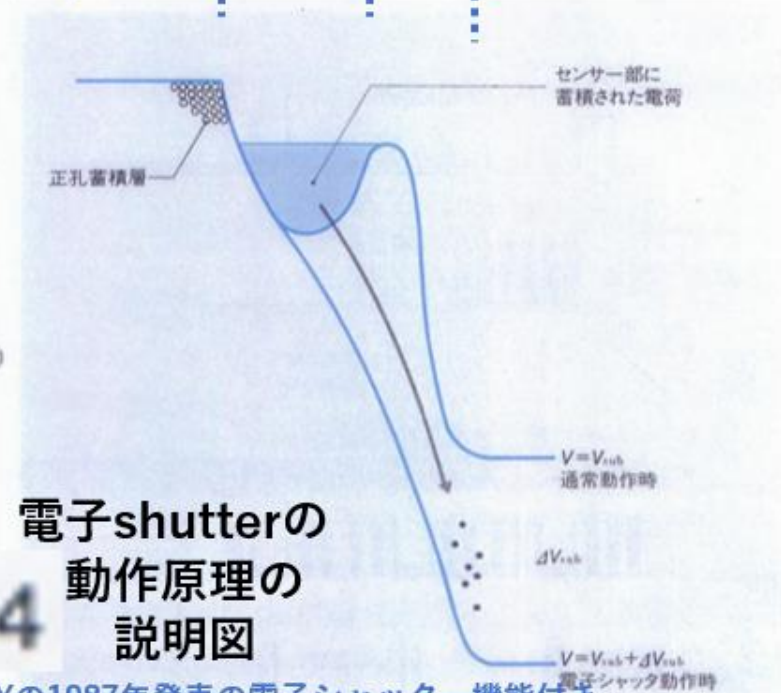 センサー部に
蓄積された電荷
正孔蓄積層
V=Vsub
通常動作時
電子shutterの
動作原理の
説明図
ΔVsub
4
V=Vsub+ΔVsub
電子シャッタ動作時
の1987年発表の電子シャッター機能付き